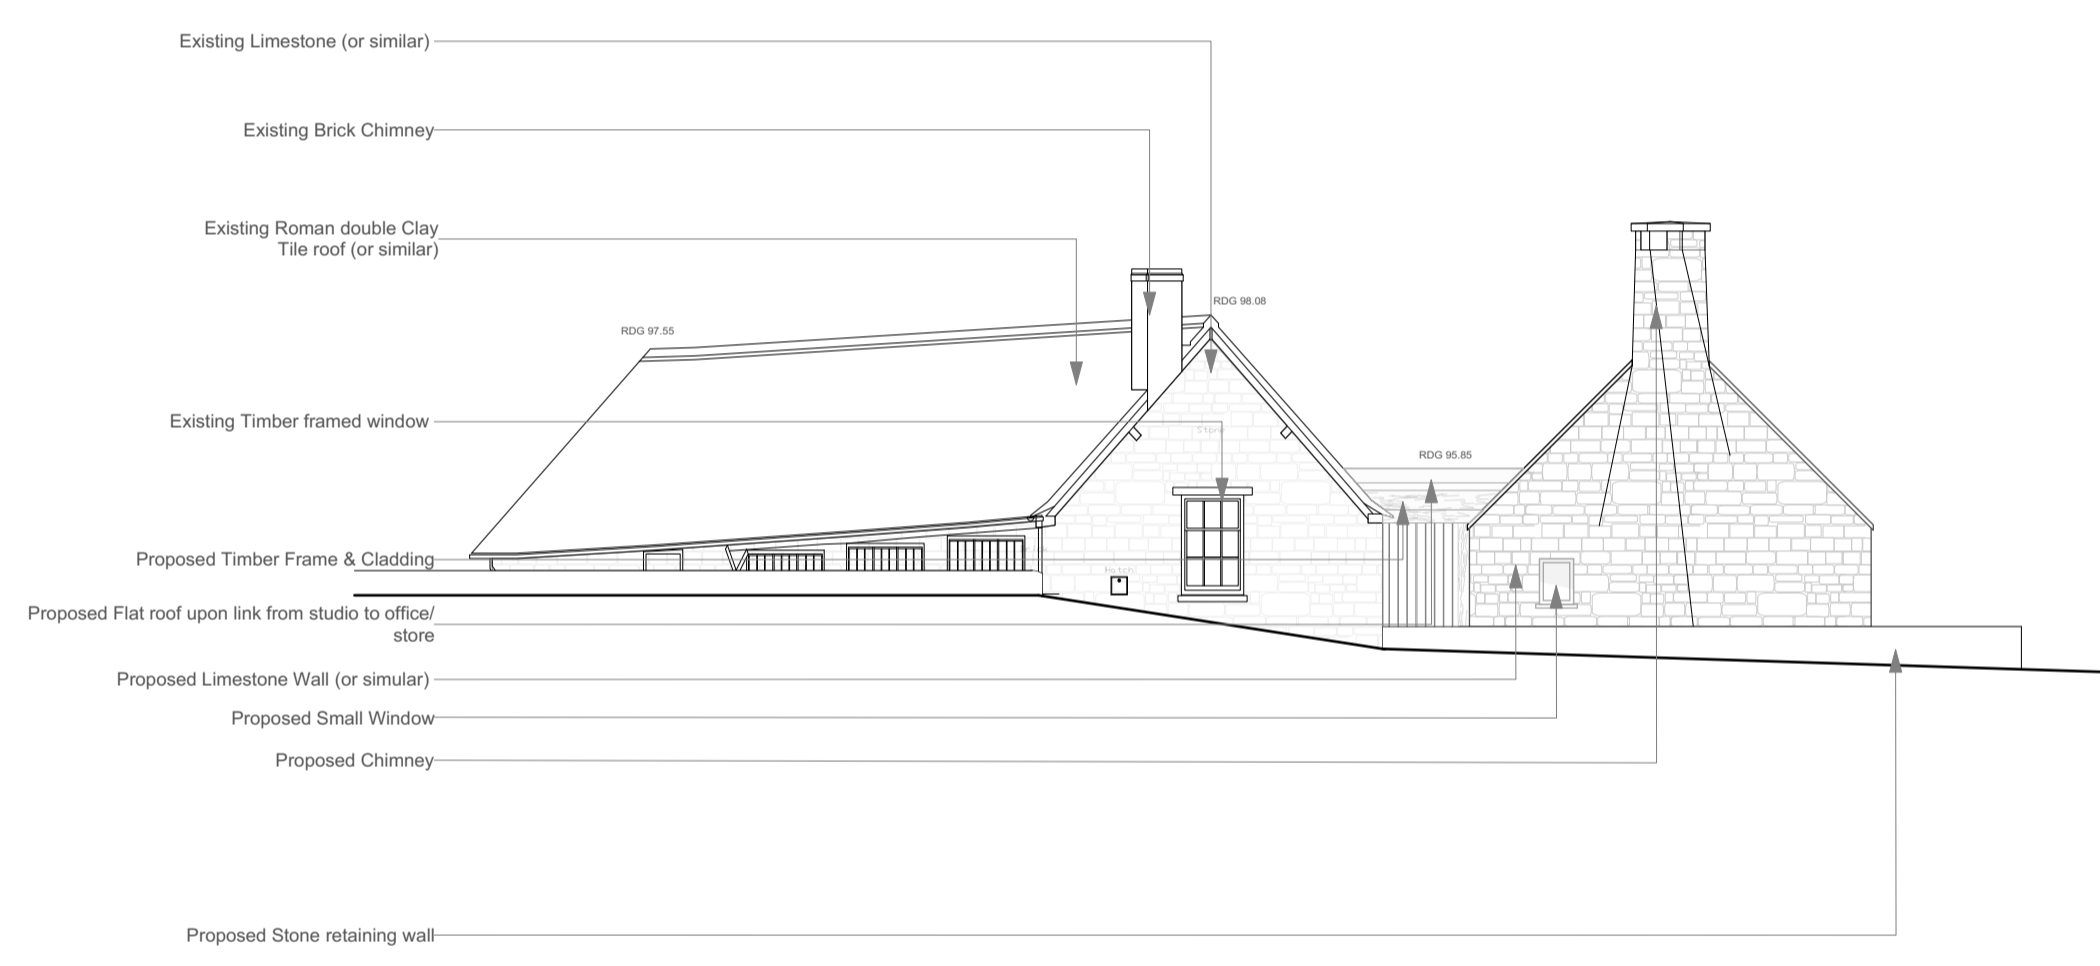 Existing Limestone (or similar)
Existing Brick Chimney
Existing Roman double Clay
Tile roof (or similar)
RDG 98.08
RDG 97.55
Existing Timber framed window
Stone
RDG 95.85
Proposed Timber Frame & Cladding
Hatch
Proposed Flat roof upon link from studio to office/
store
Proposed Limestone Wall (or simular)
Proposed Small Window
Proposed Chimney
Proposed Stone retaining wall